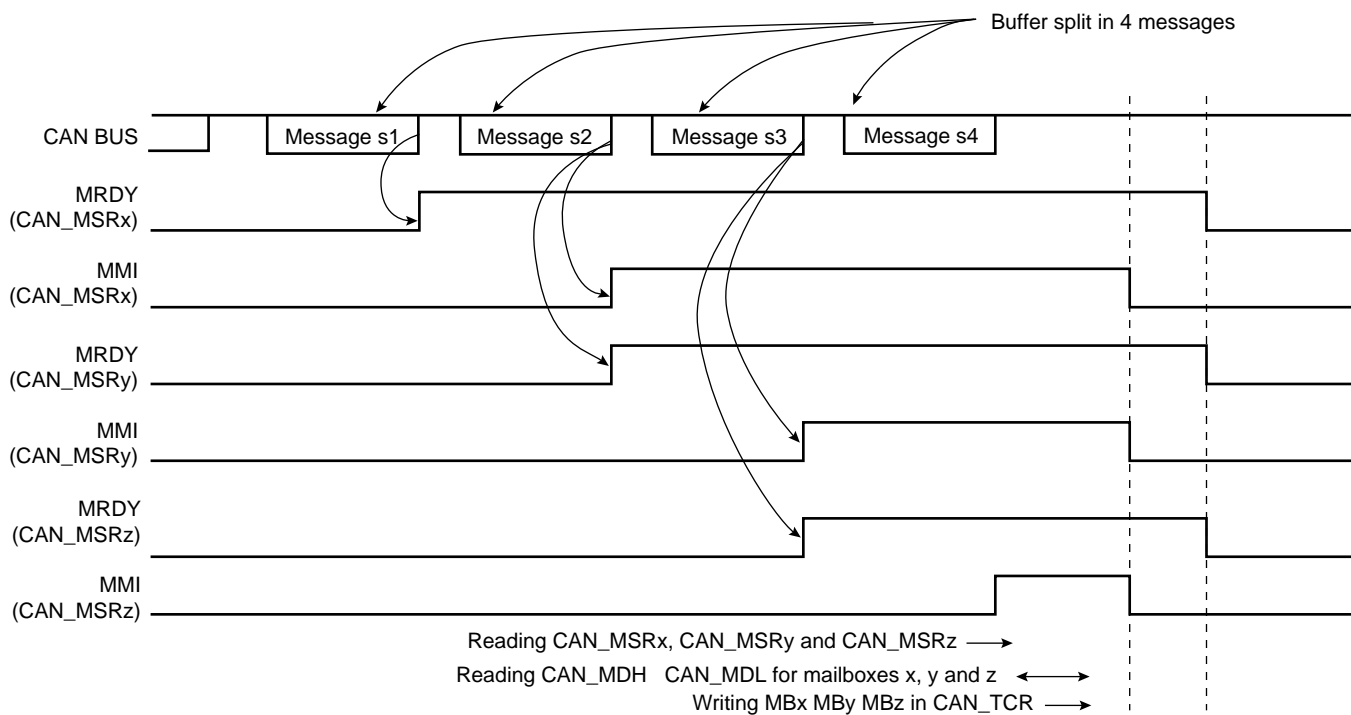 Buffer split in 4 messages
CAN BUS
Message s1
Message s2
Message s3
Message s4
MRDY
(CAN_MSRx)
MMI
(CAN_MSRx)
MRDY
(CAN_MSRy)
MMI
(CAN_MSRy)
MRDY
(CAN_MSRz)
MMI
(CAN_MSRz)
Reading CAN_MSRx, CAN_MSRy and CAN_MSRz
Reading CAN_MDH CAN_MDL for mailboxes x, y and z
Writing MBx MBy MBz in CAN_TCR